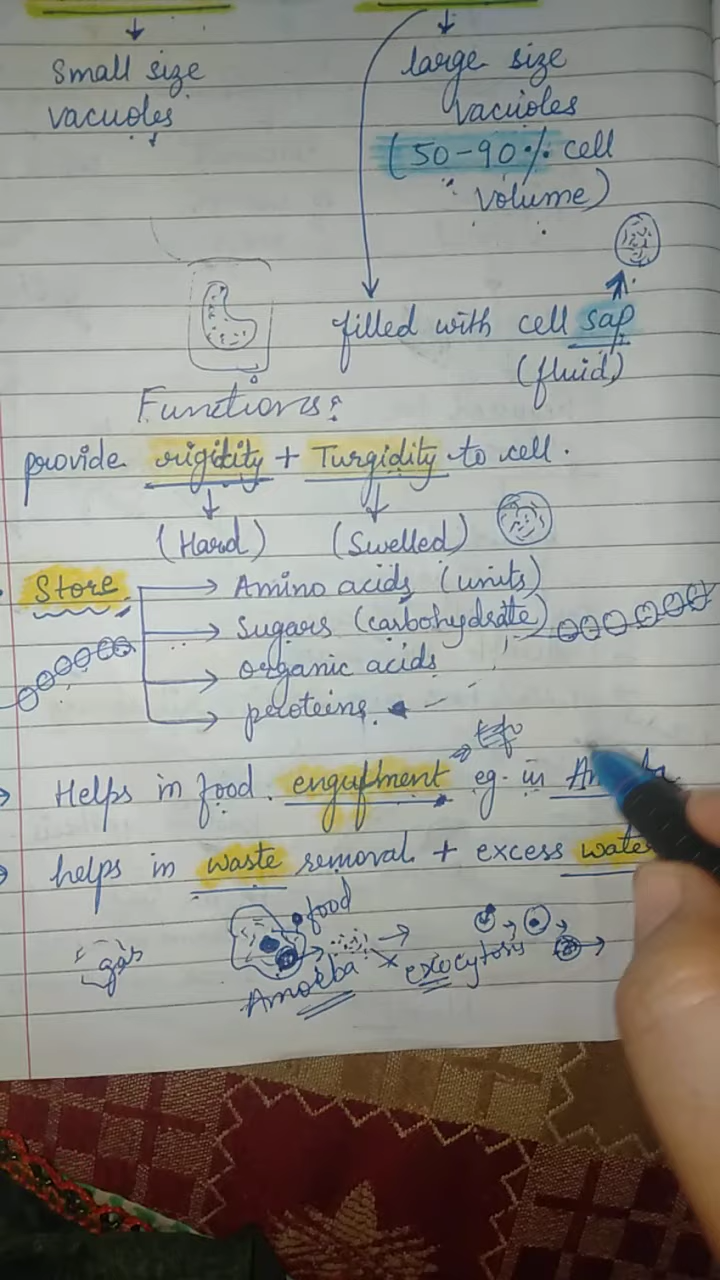 small size
vacuoles
large size
vacuoles
(50-90% cell
volume)
filled with cell sap
(fluid)
Functions:
provide rigidity + Turgidity to cell.
(Hard) (Swelled)
Store → Amino acids (units)
→ Sugars (carbohydrate)
→ organic acids
→ proteins.
→ Helps in food engulfment eg. in
→ helps in waste removal + excess
food
gas
Amoeba
exocytosis →